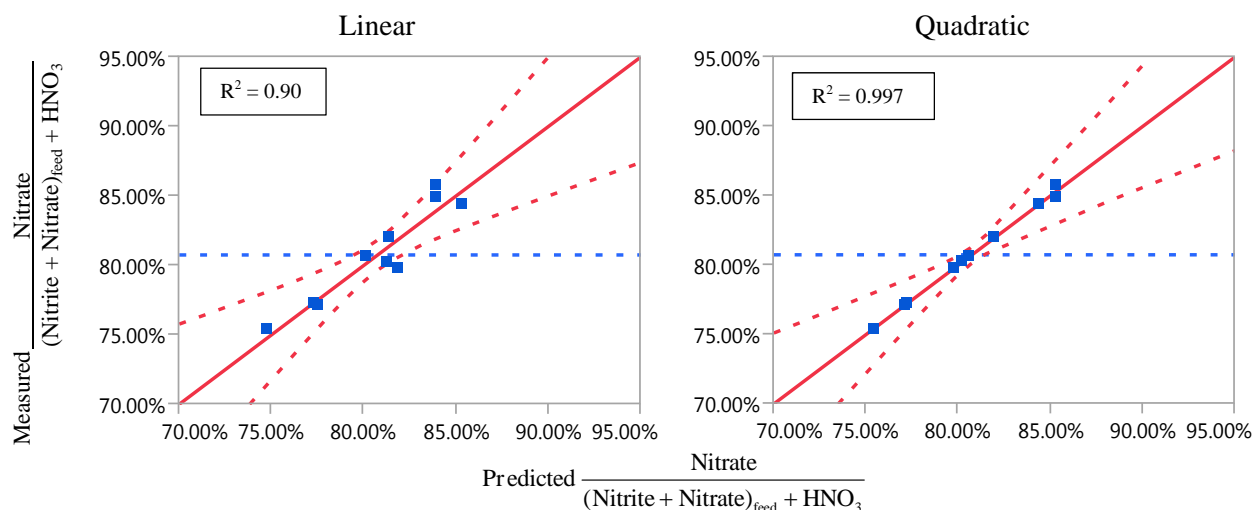 Linear
Quadratic
Measured
Nitrate
(Nitrite + Nitrate)feed + HNO3
95.00%
90.00%
85.00%
80.00%
75.00%
70.00%
R2 = 0.90
70.00% 75.00% 80.00% 85.00% 90.00% 95.00%
95.00%
90.00%
85.00%
80.00%
75.00%
70.00%
R2 = 0.997
70.00% 75.00% 80.00% 85.00% 90.00% 95.00%
Predicted
Nitrate
(Nitrite + Nitrate)feed + HNO3